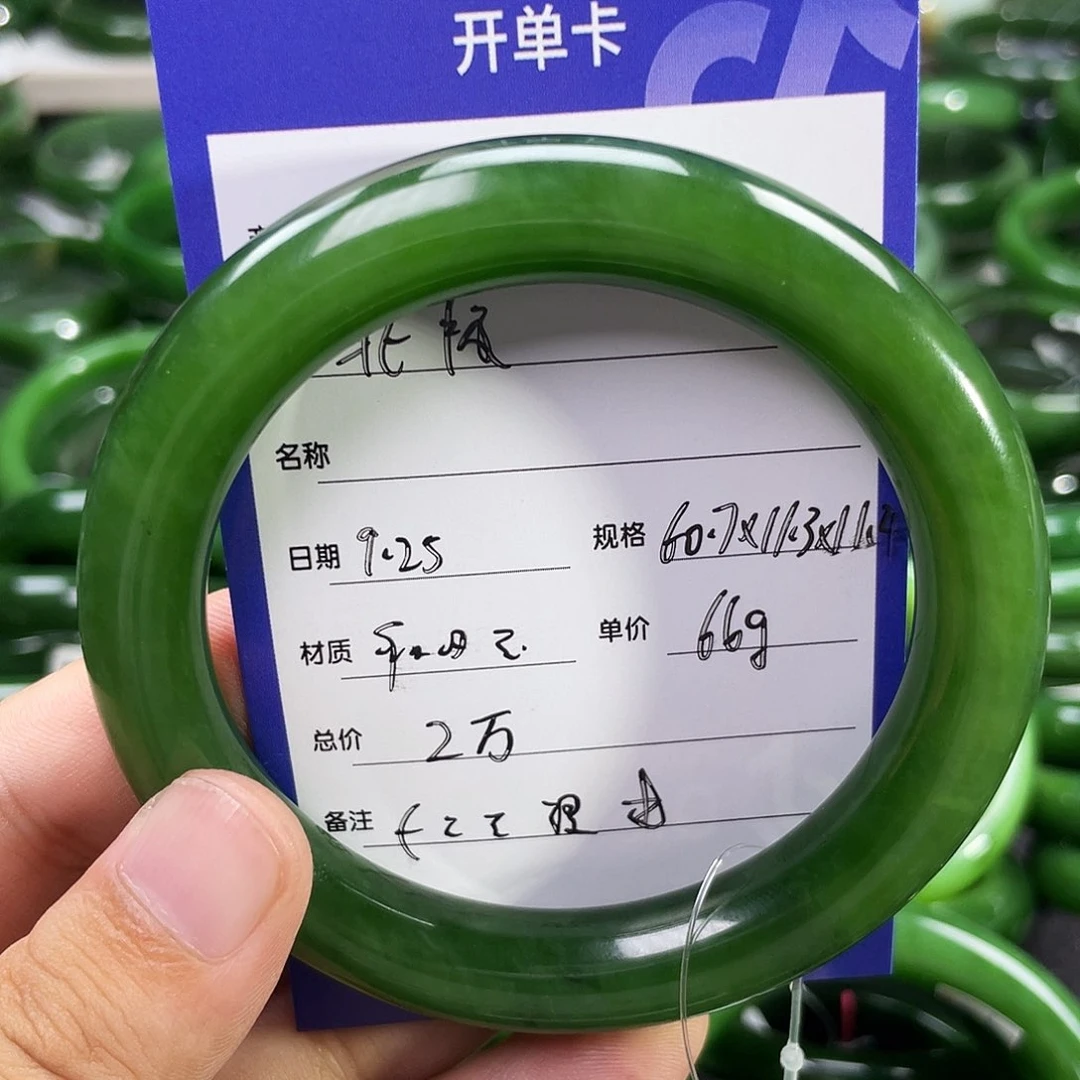 开单卡
名称
日期 9.25 规格 60.7x11.3x11.4
材质
单价 66g
总价 2万
备注